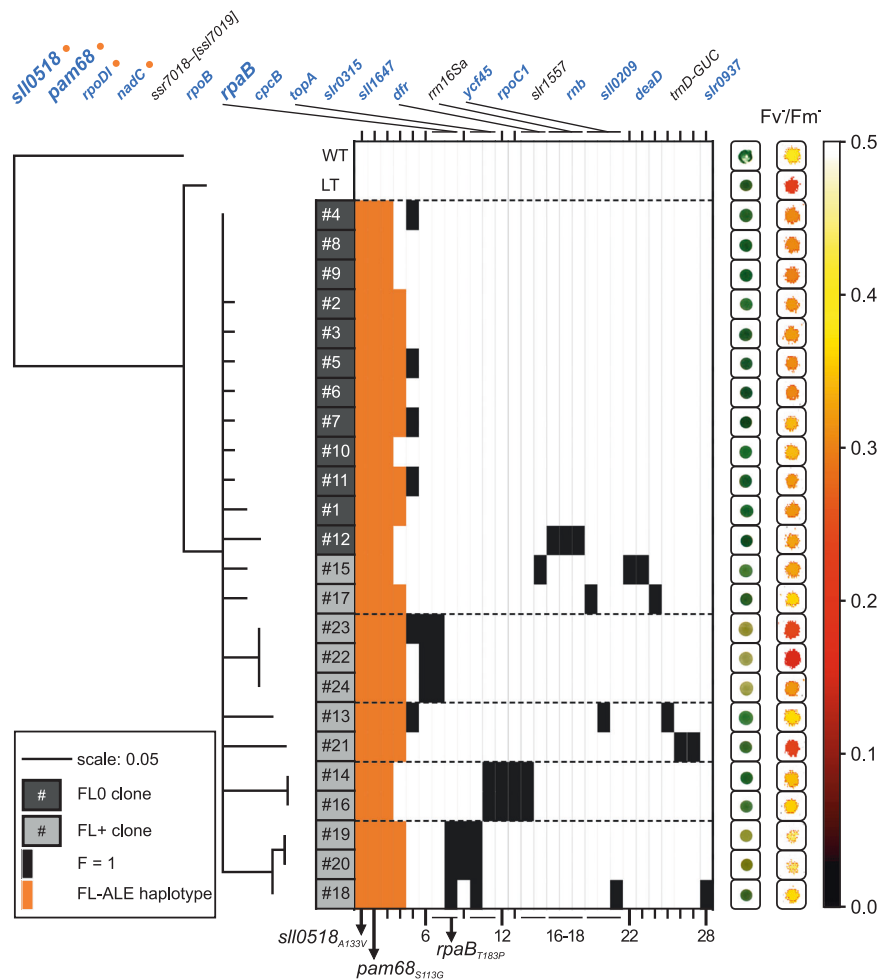 sll0518
pam68
rpoDI
nadC
ssr7018–[ssl7019]
rpoB
rpaB
cpcB
topA
slr0315
sll1647
dfr
rrn16Sa
ycf45
rpoC1
slr1557
rnb
sll0209
deaD
trnD-GUC
slr0937
Fv'/Fm'
WT
LT
#4
#8
#9
#2
#3
#5
#6
#7
#10
#11
#1
#12
#15
#17
#23
#22
#24
#13
#21
#14
#16
#19
#20
#18
0.5
0.4
0.3
0.2
0.1
0.0
scale: 0.05
# FL0 clone
# FL+ clone
F = 1
FL-ALE haplotype
6 12 16-18 22 28
sll0518A133V
pam68S113G
rpaBT183P